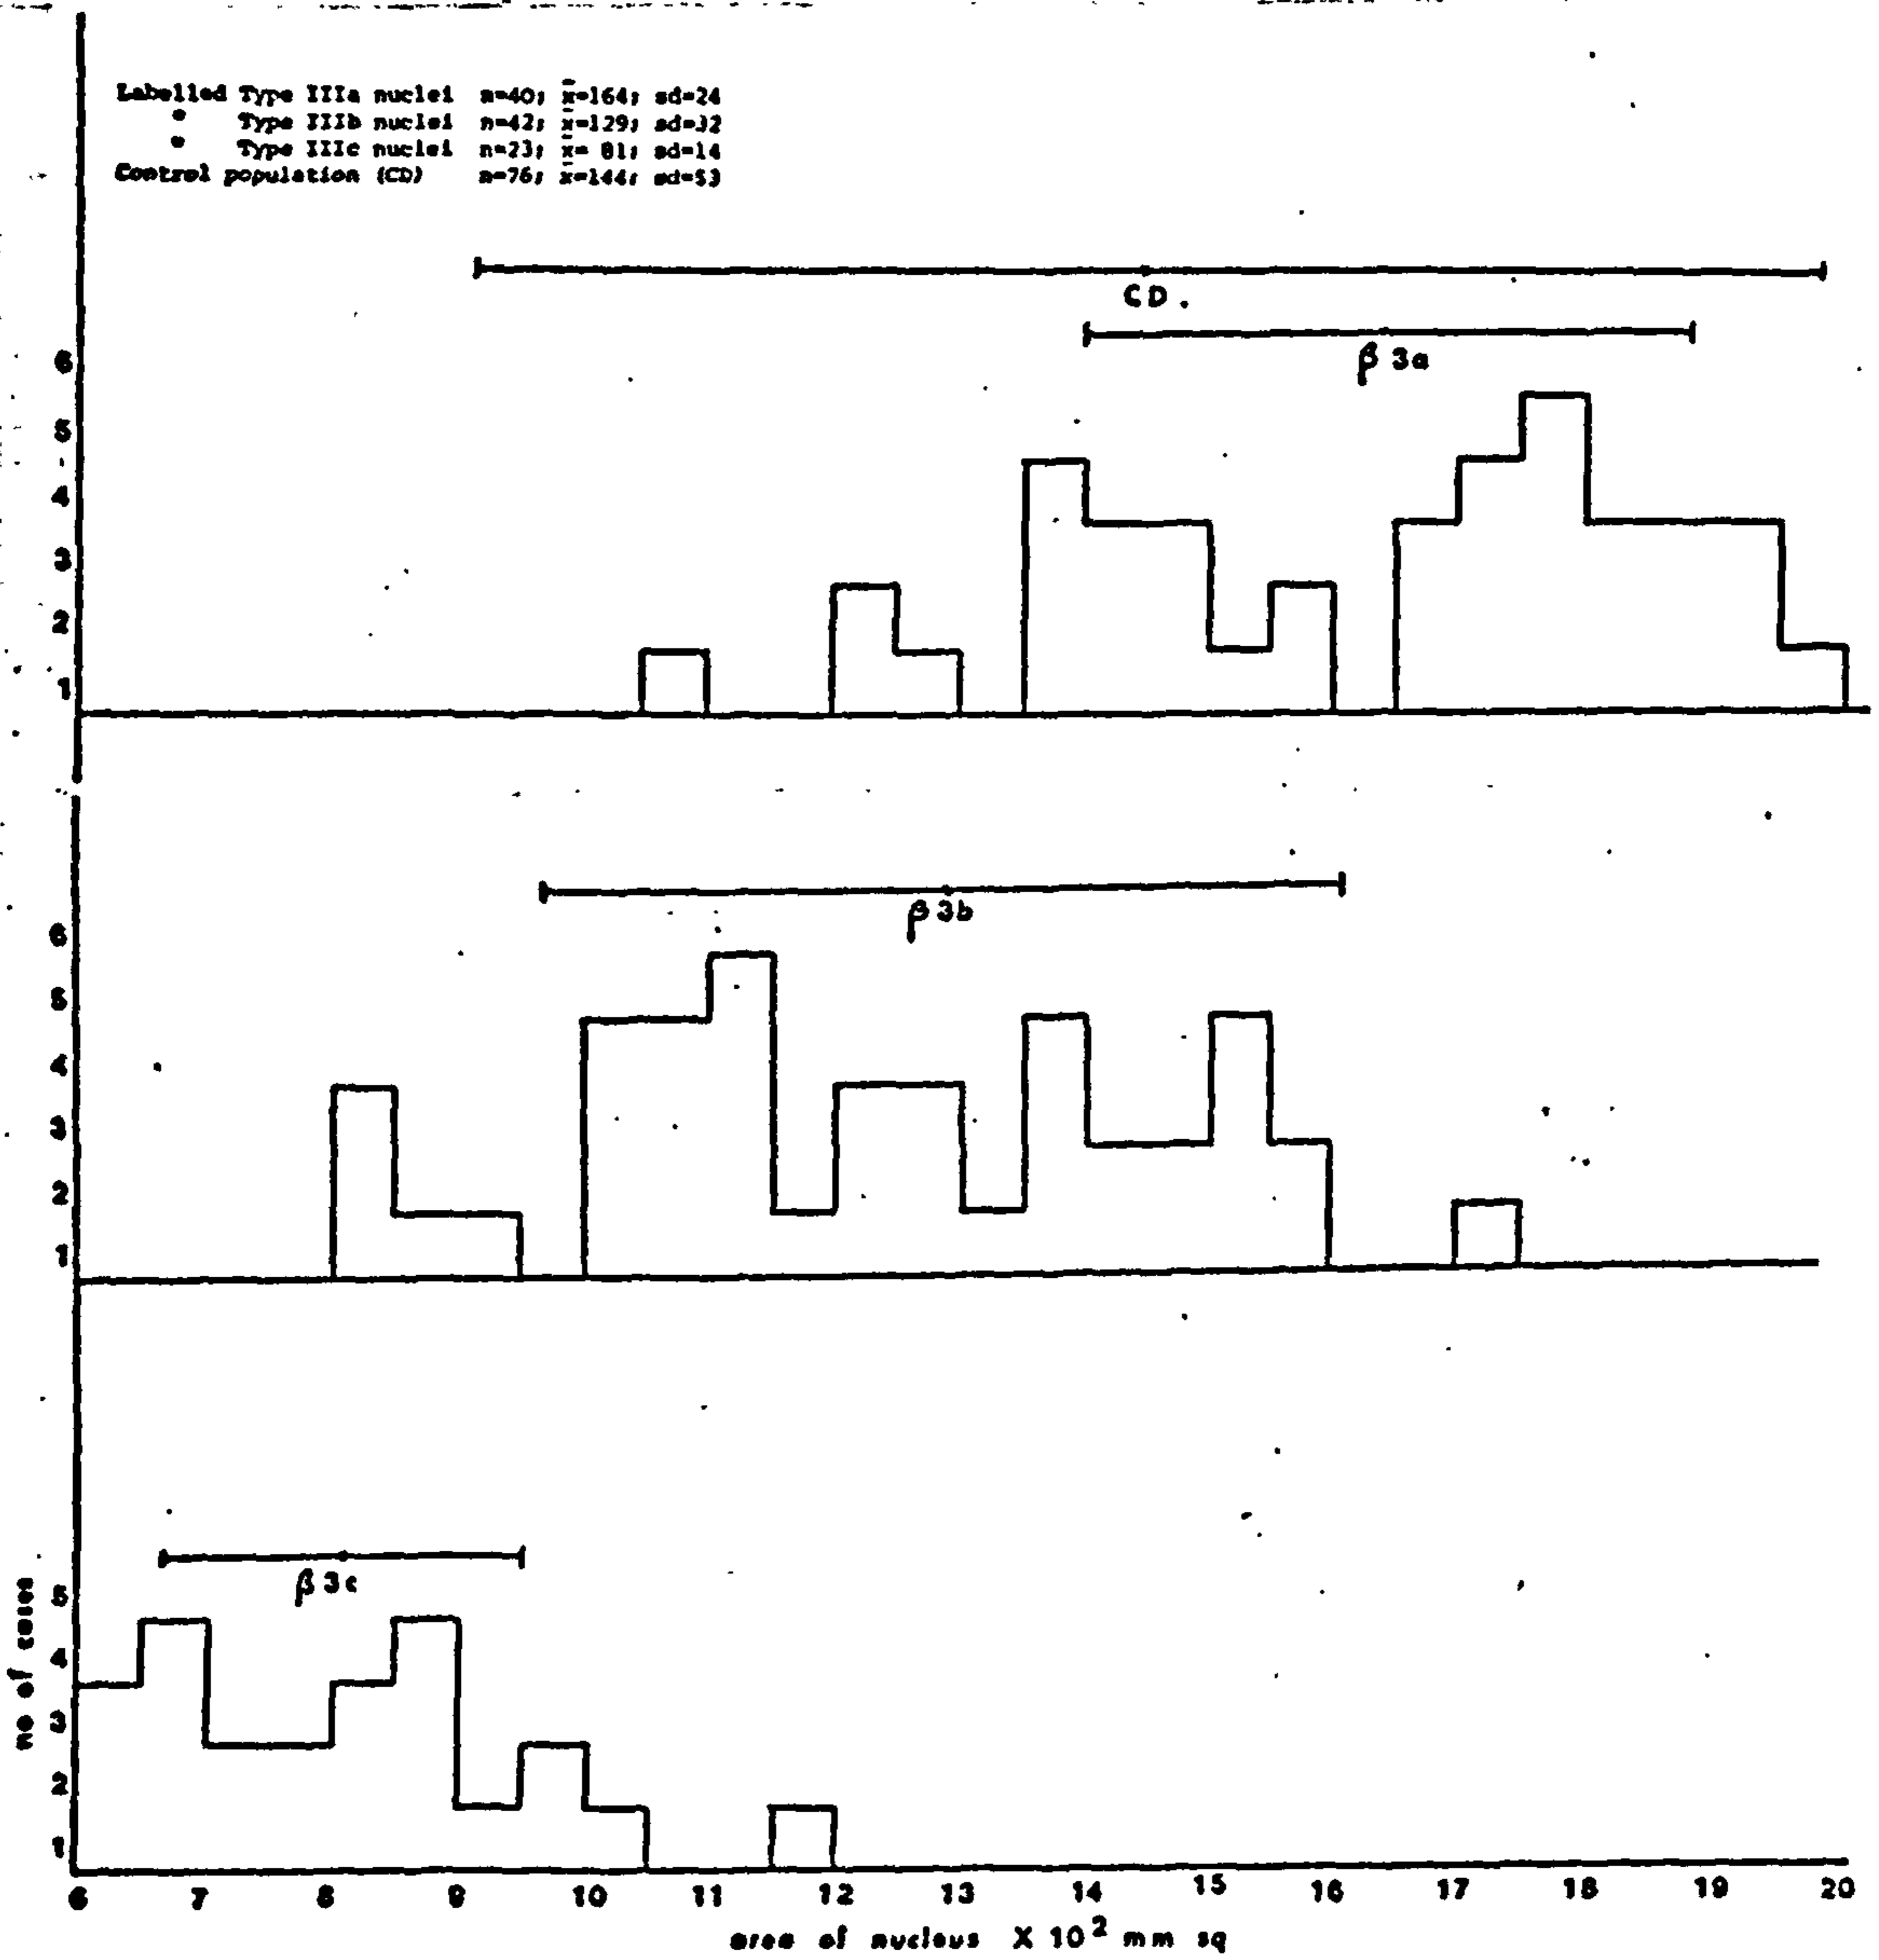 Labelled Type IIIa nuclei n=40; x̄=164; sd=24
" Type IIIb nuclei n=42; x̄=129; sd=32
" Type IIIc nuclei n=23; x̄= 81; sd=14
Control population (CD) n=76; x̄=144; sd=53
CD.
β 3a
6
5
4
3
2
1
β 3b
6
5
4
3
2
1
β 3c
no of cases
5
4
3
2
1
6 7 8 9 10 11 12 13 14 15 16 17 18 19 20
area of nucleus X 10² mm sq